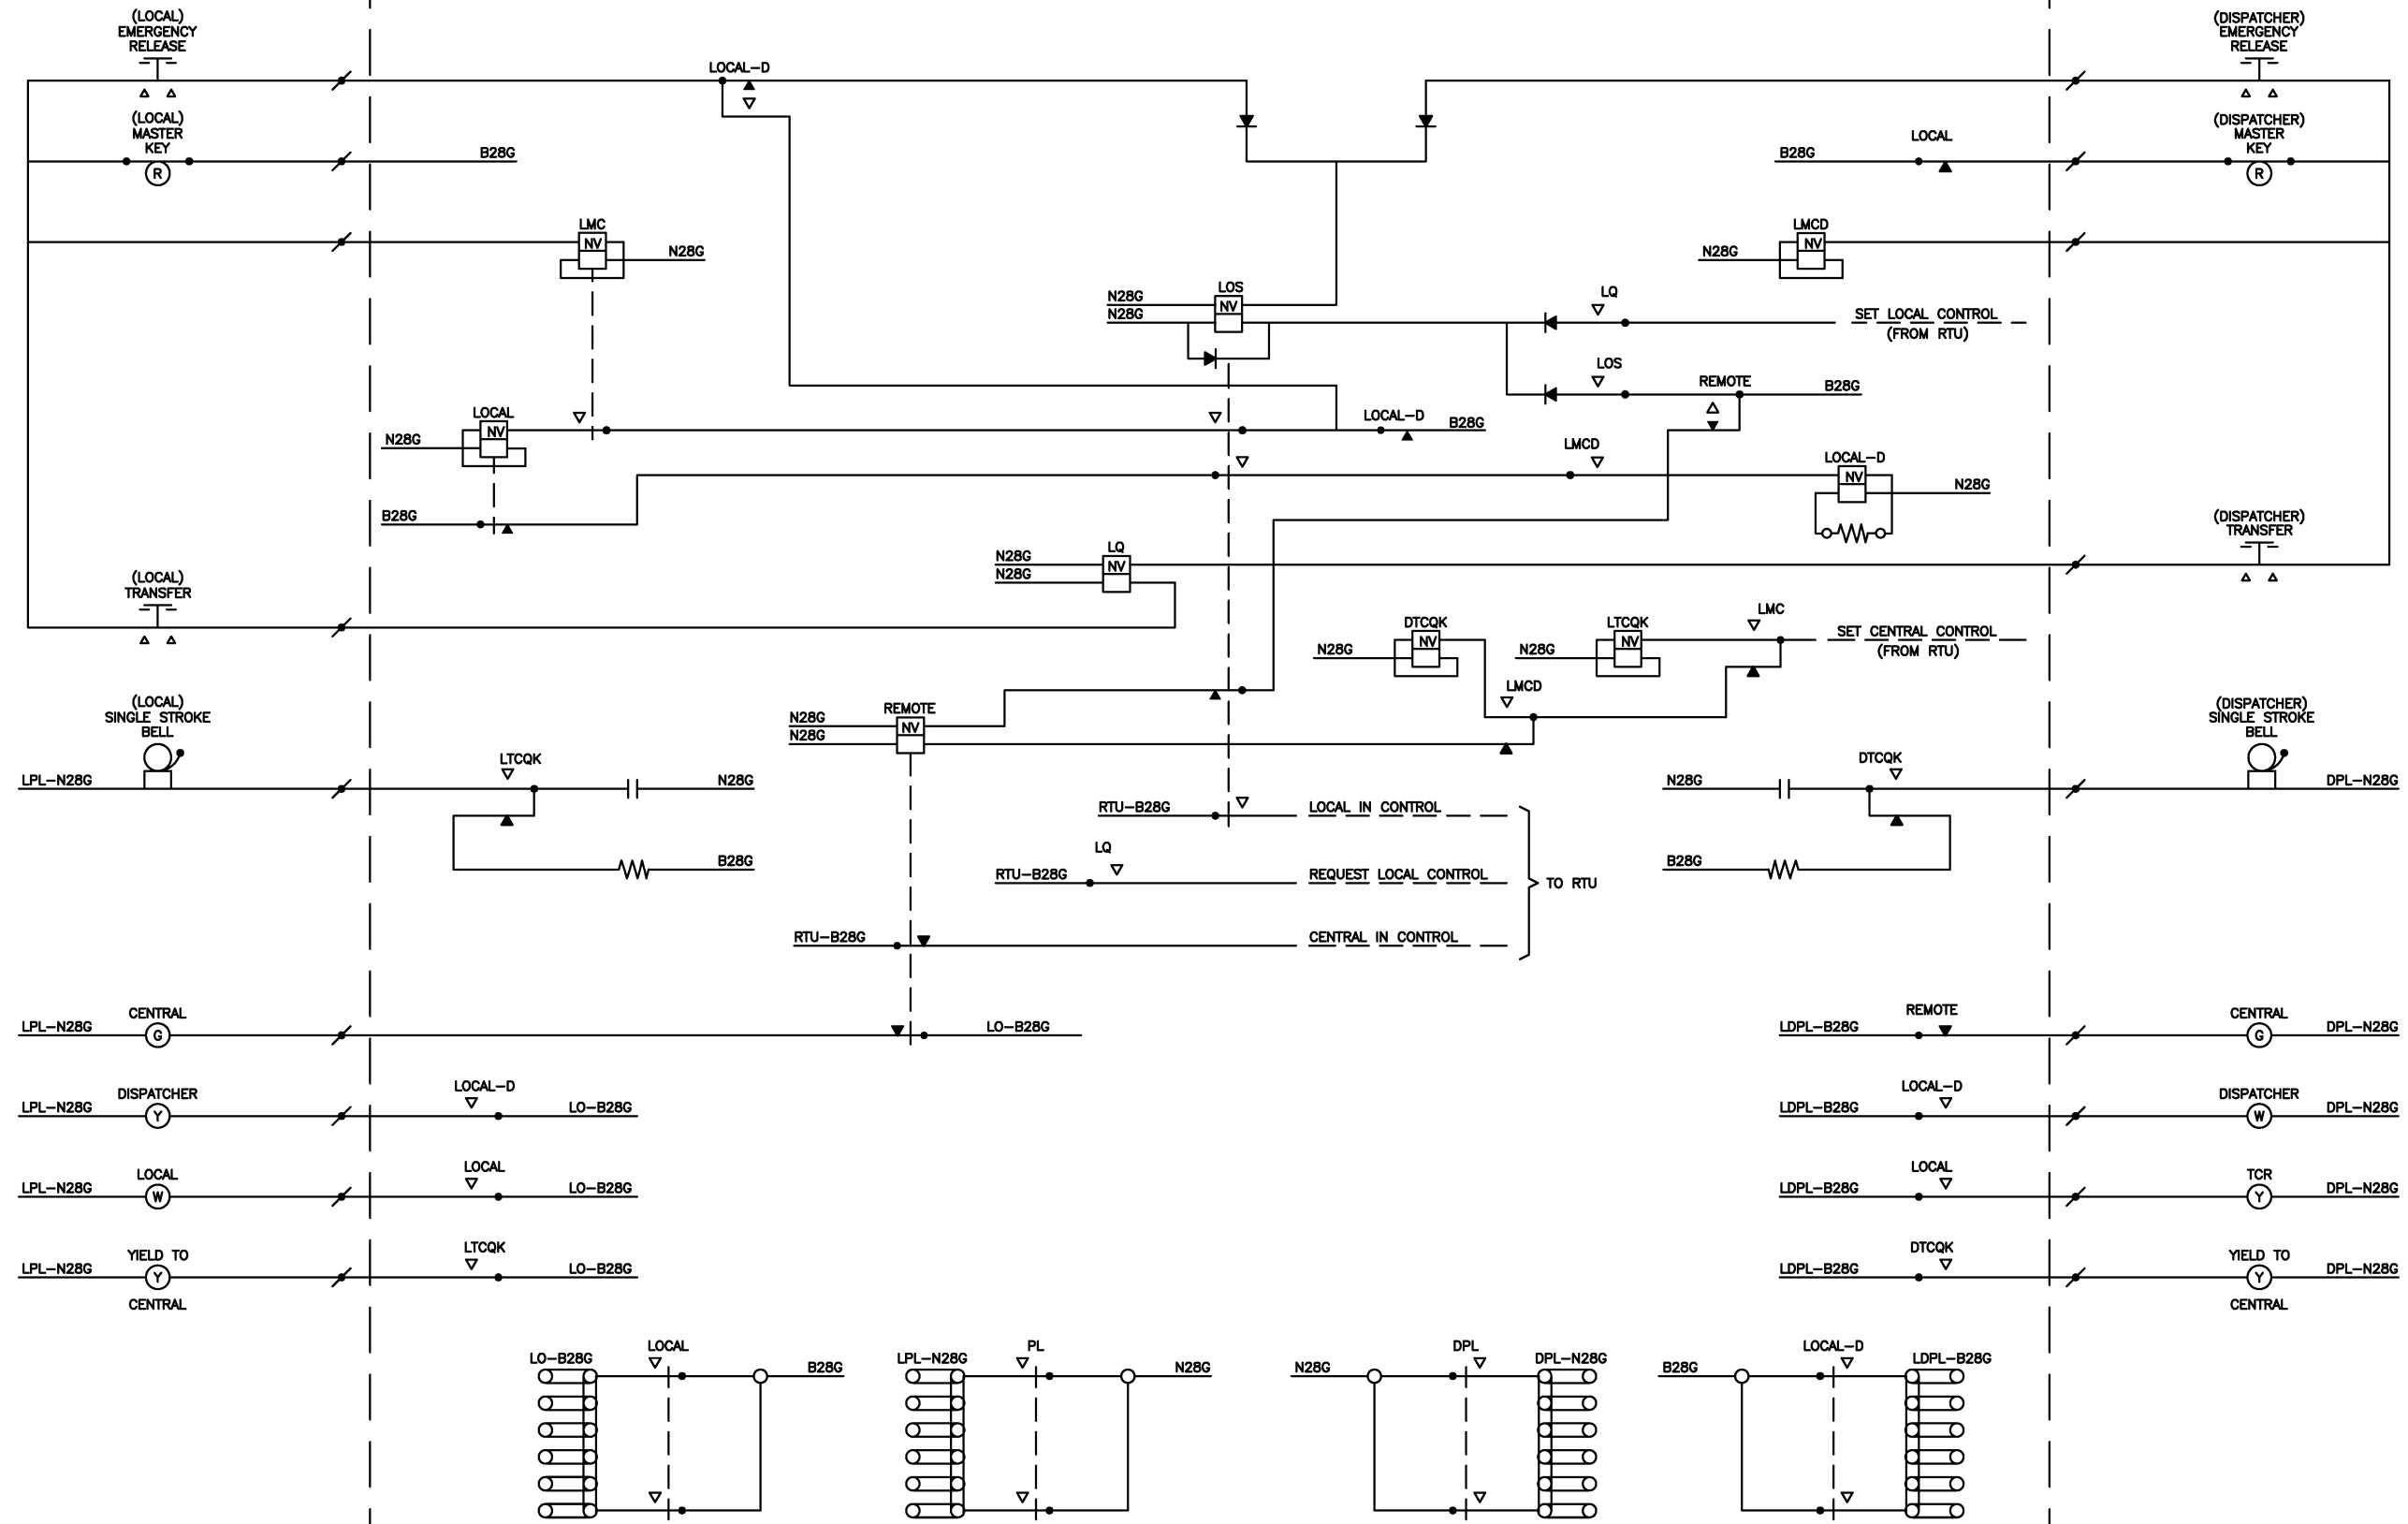 (LOCAL)
EMERGENCY
RELEASE
LOCAL-D
(DISPATCHER)
EMERGENCY
RELEASE
(LOCAL)
MASTER
KEY
R
B28G
B28G
LOCAL
(DISPATCHER)
MASTER
KEY
R
LMC
NV
N28G
N28G
LMCD
NV
N28G
N28G
LOS
NV
LQ
SET LOCAL CONTROL
(FROM RTU)
LOS
REMOTE
B28G
N28G
LOCAL
NV
LOCAL-D
B28G
LMCD
LOCAL-D
NV
N28G
B28G
N28G
N28G
LQ
NV
(DISPATCHER)
TRANSFER
(LOCAL)
TRANSFER
N28G
DTCQK
NV
N28G
LTCQK
NV
LMC
SET CENTRAL CONTROL
(FROM RTU)
LMCD
(LOCAL)
SINGLE STROKE
BELL
N28G
N28G
REMOTE
NV
(DISPATCHER)
SINGLE STROKE
BELL
LPL-N28G
LTCQK
N28G
N28G
DTCQK
DPL-N28G
RTU-B28G
LOCAL IN CONTROL
B28G
LQ
B28G
RTU-B28G
REQUEST LOCAL CONTROL
TO RTU
RTU-B28G
CENTRAL IN CONTROL
LPL-N28G
CENTRAL
G
LO-B28G
LDPL-B28G
REMOTE
CENTRAL
G
DPL-N28G
LPL-N28G
DISPATCHER
Y
LOCAL-D
LO-B28G
LDPL-B28G
LOCAL-D
DISPATCHER
W
DPL-N28G
LPL-N28G
LOCAL
W
LOCAL
LO-B28G
LDPL-B28G
LOCAL
TCR
Y
DPL-N28G
LPL-N28G
YIELD TO
Y
CENTRAL
LTCQK
LO-B28G
LDPL-B28G
DTCQK
YIELD TO
Y
CENTRAL
DPL-N28G
LO-B28G
LOCAL
B28G
LPL-N28G
PL
N28G
N28G
DPL
DPL-N28G
B28G
LOCAL-D
LDPL-B28G